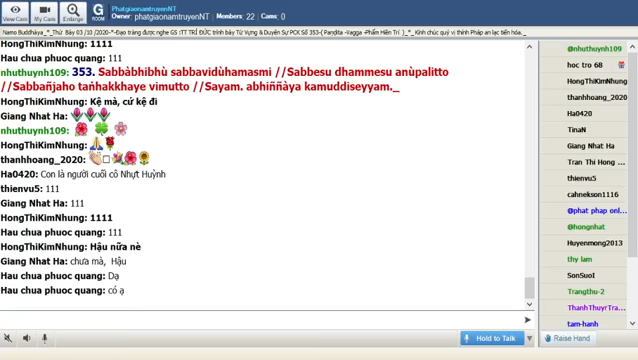 View Cam
My Cam
Enlarge
G
ROOM
PhatgiaonamtruyenNT
Owner: phatgiaonamtruyenNT Members: 22 Cams: 0
Namo Buddhàya _*_Thứ Bảy 03 /10 /2020-*-Đạo tràng được nghe GS :TT TRÍ ĐỨC trình bày Từ Vựng & Duyên Sự PCK Số 353-( Paṇḍita -Vagga -Phẩm Hiền Trí ) _*_Kính chúc quý vị thính Pháp an lạc tiến hóa._
HongThiKimNhung: 1111
Hau chua phuoc quang: 111
nhuthuynh109: 353. Sabbàbhibhù sabbavidùhamasmi //Sabbesu dhammesu anùpalitto
//Sabbañjaho taṅhakkhaye vimutto //Sayam. abhiññàya kamuddiseyyam._
HongThiKimNhung: Kệ mà, cứ kệ đi
Giang Nhat Ha:
nhuthuynh109:
HongThiKimNhung:
thanhhoang_2020:
Ha0420: Con là người cuối cô Nhựt Huỳnh
thienvu5: 111
Giang Nhat Ha: 111
HongThiKimNhung: 1111
Hau chua phuoc quang: 111
HongThiKimNhung: Hậu nữa nè
Giang Nhat Ha: chưa mà, Hậu
Hau chua phuoc quang: Dạ
Hau chua phuoc quang: có ạ
Hold to Talk
@nhuthuynh109
hoc tro 68
HongThiKimNhung
thanhhoang_2020
Ha0420
TinaN
Giang Nhat Ha
Tran Thi Hong ...
thienvu5
cahnekson1116
@phat phap onl...
@hongnhat
Huyenmong2013
thy lam
SonSuoI
Trangthu-2
ThanhThuyrTra...
tam-hanh
Raise Hand